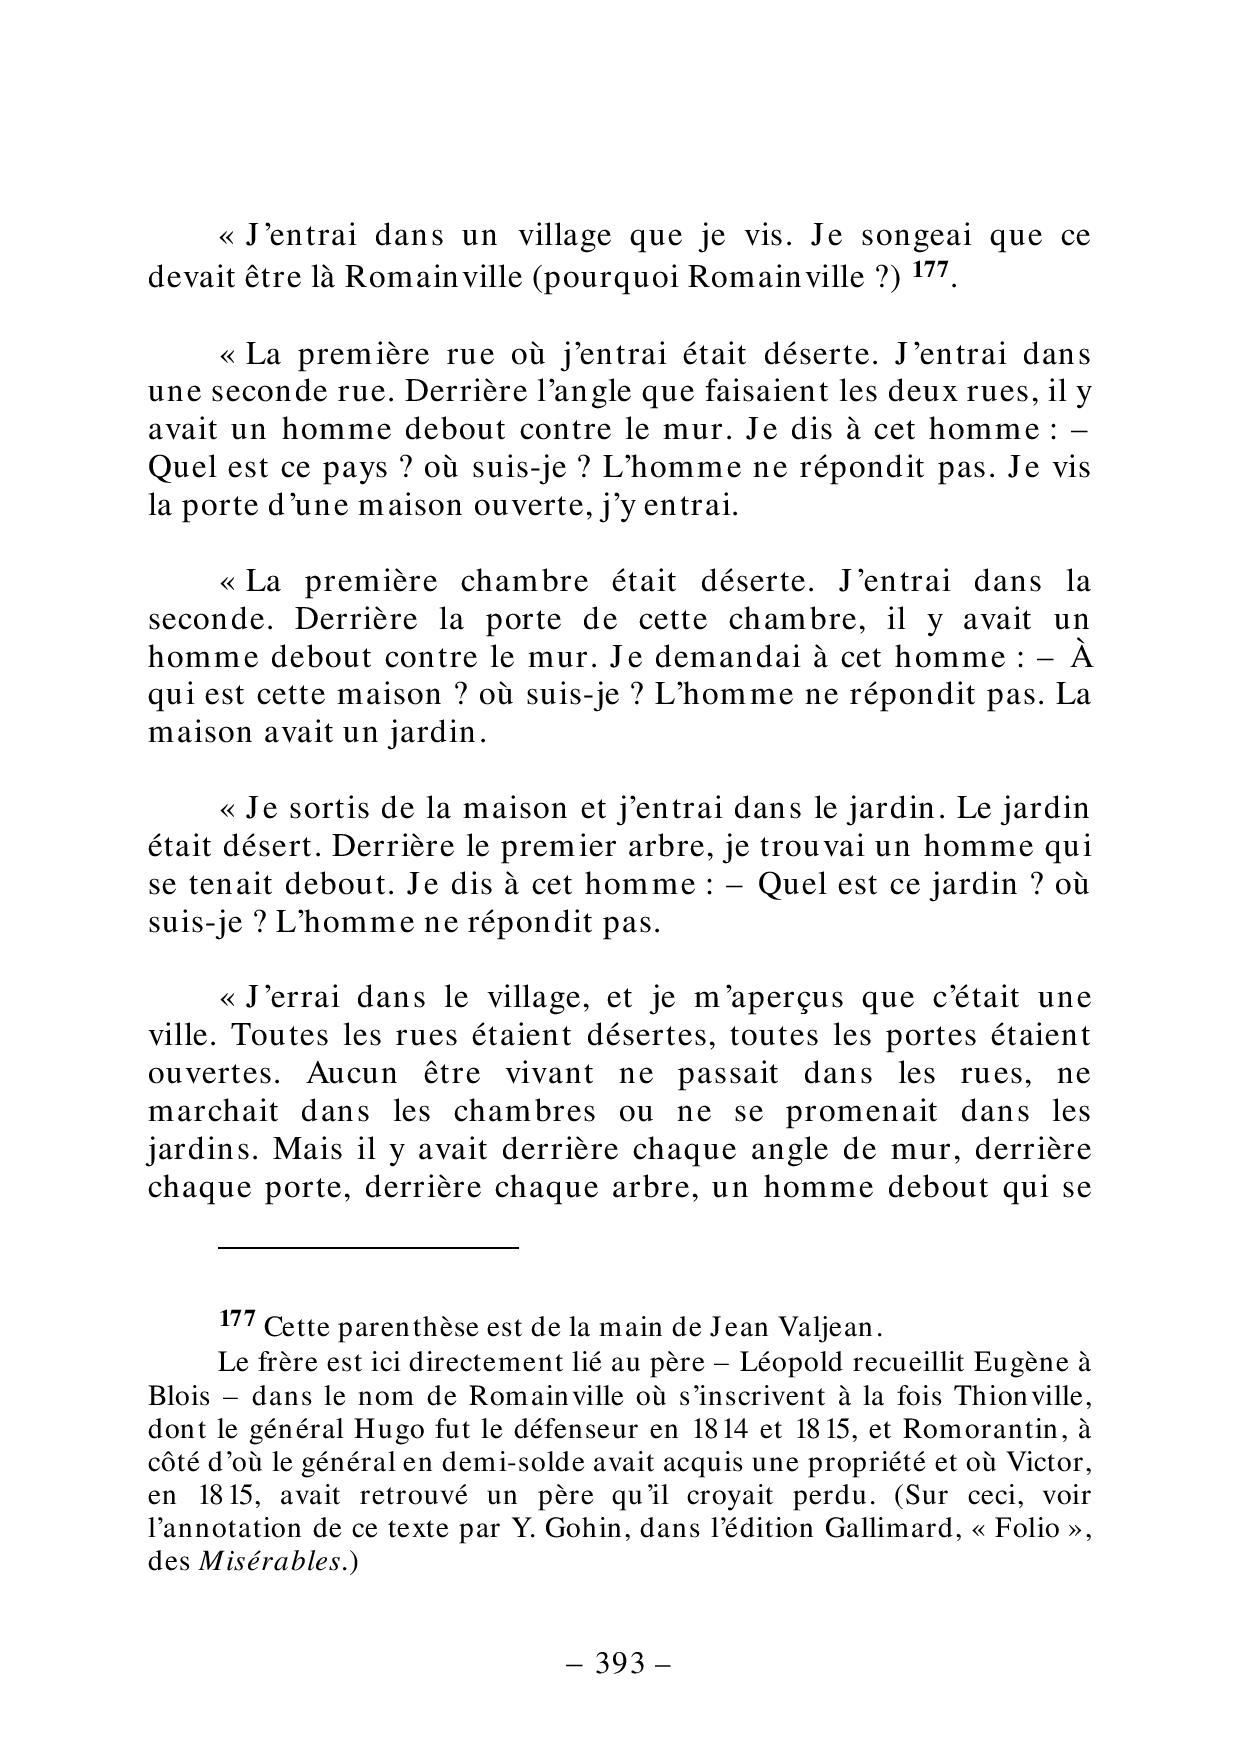 « J'entrai dans un village que je vis. Je songeai que ce
devait être là Romainville (pourquoi Romainville ?) 177.
« La première rue où j'entrai était déserte. J'entrai dans
une seconde rue. Derrière l'angle que faisaient les deux rues, il y
avait un homme debout contre le mur. Je dis à cet homme : –
Quel est ce pays ? où suis-je ? L'homme ne répondit pas. Je vis
la porte d'une maison ouverte, j'y entrai.
« La première chambre était déserte. J'entrai dans la
seconde. Derrière la porte de cette chambre, il y avait un
homme debout contre le mur. Je demandai à cet homme : – À
qui est cette maison ? où suis-je ? L'homme ne répondit pas. La
maison avait un jardin.
« Je sortis de la maison et j'entrai dans le jardin. Le jardin
était désert. Derrière le premier arbre, je trouvai un homme qui
se tenait debout. Je dis à cet homme : – Quel est ce jardin ? où
suis-je ? L'homme ne répondit pas.
« J'errai dans le village, et je m'aperçus que c'était une
ville. Toutes les rues étaient désertes, toutes les portes étaient
ouvertes. Aucun être vivant ne passait dans les rues, ne
marchait dans les chambres ou ne se promenait dans les
jardins. Mais il y avait derrière chaque angle de mur, derrière
chaque porte, derrière chaque arbre, un homme debout qui se
177 Cette parenthèse est de la main de Jean Valjean.
Le frère est ici directement lié au père – Léopold recueillit Eugène à
Blois – dans le nom de Romainville où s'inscrivent à la fois Thionville,
dont le général Hugo fut le défenseur en 1814 et 1815, et Romorantin, à
côté d'où le général en demi-solde avait acquis une propriété et où Victor,
en 1815, avait retrouvé un père qu'il croyait perdu. (Sur ceci, voir
l'annotation de ce texte par Y. Gohin, dans l'édition Gallimard, « Folio »,
des Misérables.)
– 393 –